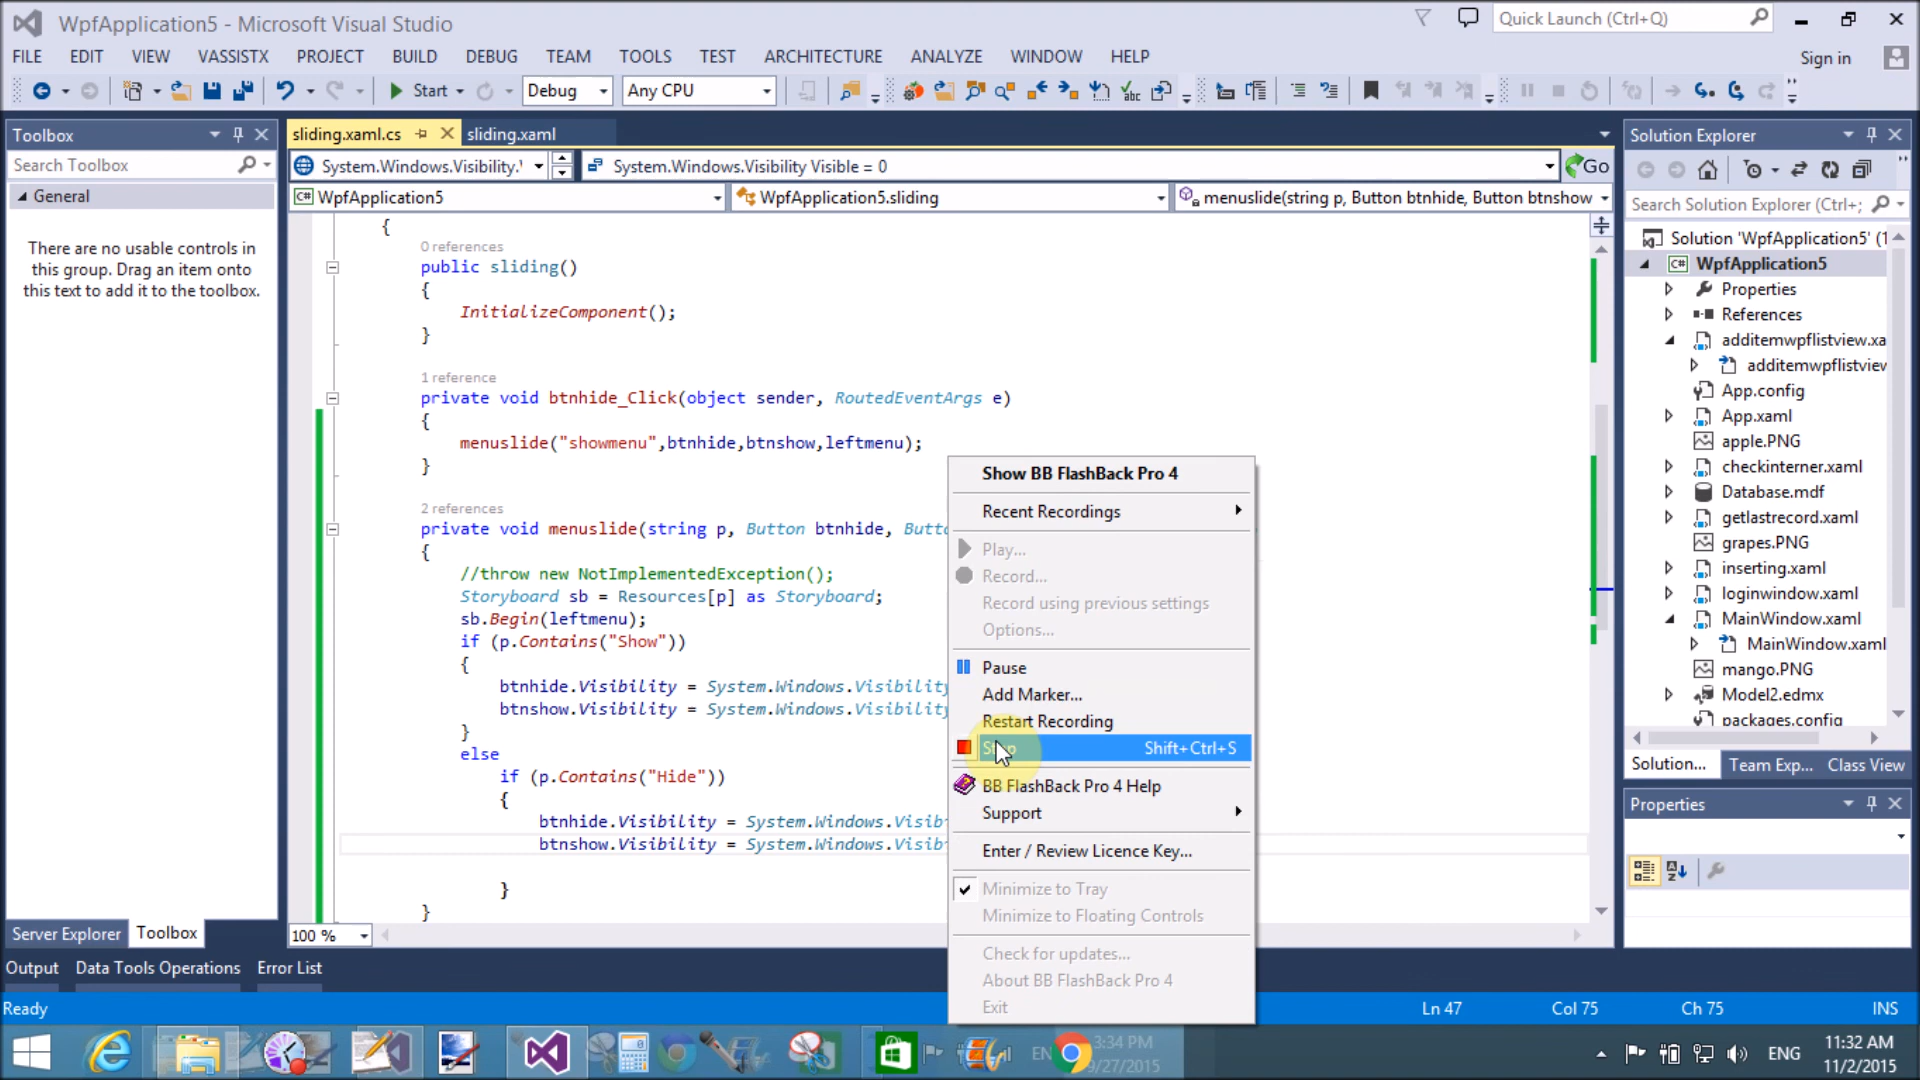 WpfApplication5 - Microsoft Visual Studio
Quick Launch (Ctrl+Q)
FILE EDIT VIEW VASSISTX PROJECT BUILD DEBUG TEAM TOOLS TEST ARCHITECTURE ANALYZE WINDOW HELP
Sign in
Start Debug Any CPU
Toolbox
Search Toolbox
General
There are no usable controls in
this group. Drag an item onto
this text to add it to the toolbox.
Server Explorer Toolbox
sliding.xaml.cs sliding.xaml
System.Windows.Visibility.
System.Windows.Visibility Visible = 0
Go
WpfApplication5 WpfApplication5.sliding menuslide(string p, Button btnhide, Button btnshow
{
0 references
public sliding()
{
InitializeComponent();
}
1 reference
private void btnhide_Click(object sender, RoutedEventArgs e)
{
menuslide("showmenu",btnhide,btnshow,leftmenu);
}
2 references
private void menuslide(string p, Button btnhide, Butto
{
//throw new NotImplementedException();
Storyboard sb = Resources[p] as Storyboard;
sb.Begin(leftmenu);
if (p.Contains("Show"))
{
btnhide.Visibility = System.Windows.Visibility
btnshow.Visibility = System.Windows.Visibility
}
else
if (p.Contains("Hide"))
{
btnhide.Visibility = System.Windows.Visib
btnshow.Visibility = System.Windows.Visib
}
}
100 %
Show BB FlashBack Pro 4
Recent Recordings
Play...
Record...
Record using previous settings
Options...
Pause
Add Marker...
Restart Recording
Stop Shift+Ctrl+S
BB FlashBack Pro 4 Help
Support
Enter / Review Licence Key...
Minimize to Tray
Minimize to Floating Controls
Check for updates...
About BB FlashBack Pro 4
Exit
Solution Explorer
Search Solution Explorer (Ctrl+;
Solution 'WpfApplication5' (1
C# WpfApplication5
Properties
References
additemwpflistview.xa
additemwpflistview
App.config
App.xaml
apple.PNG
checkinterner.xaml
Database.mdf
getlastrecord.xaml
grapes.PNG
inserting.xaml
loginwindow.xaml
MainWindow.xaml
MainWindow.xaml
mango.PNG
Model2.edmx
packages.config
Solution... Team Exp... Class View
Properties
Output Data Tools Operations Error List
Ready Ln 47 Col 75 Ch 75 INS
EN 3:34 PM
9/27/2015
ENG
11:32 AM
11/2/2015